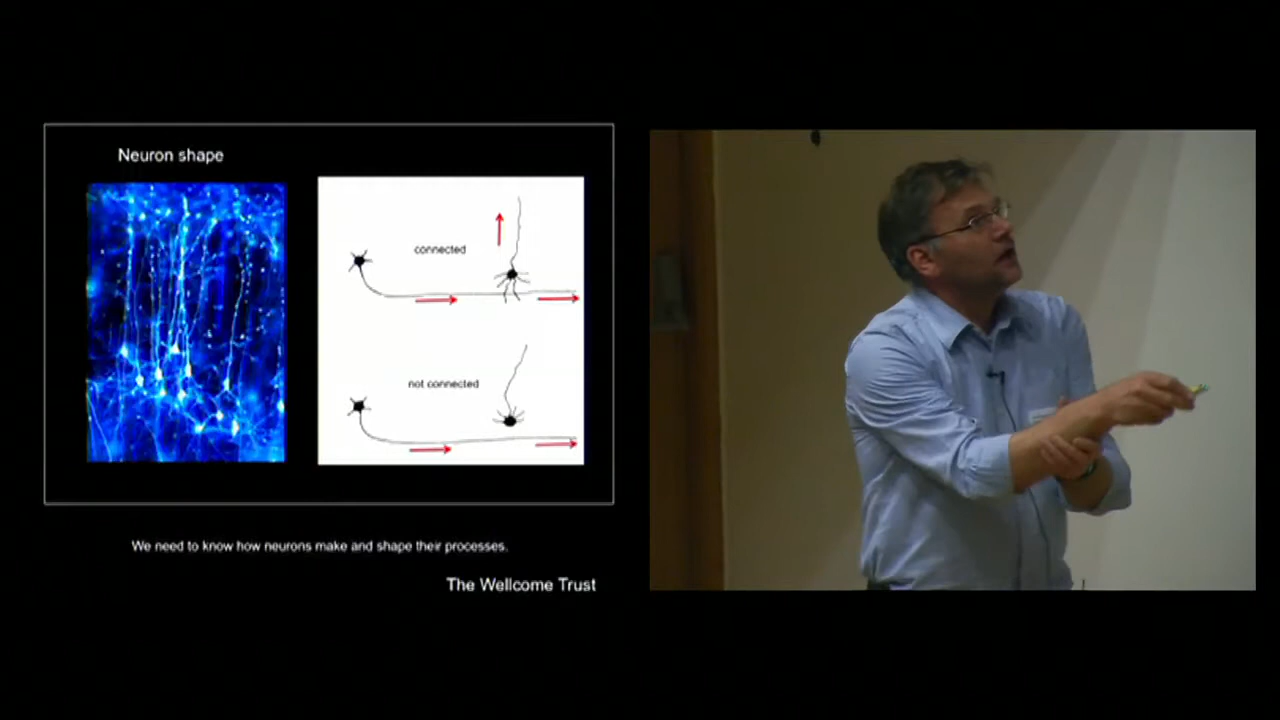 Neuron shape
connected
not connected
We need to know how neurons make and shape their processes.
The Wellcome Trust